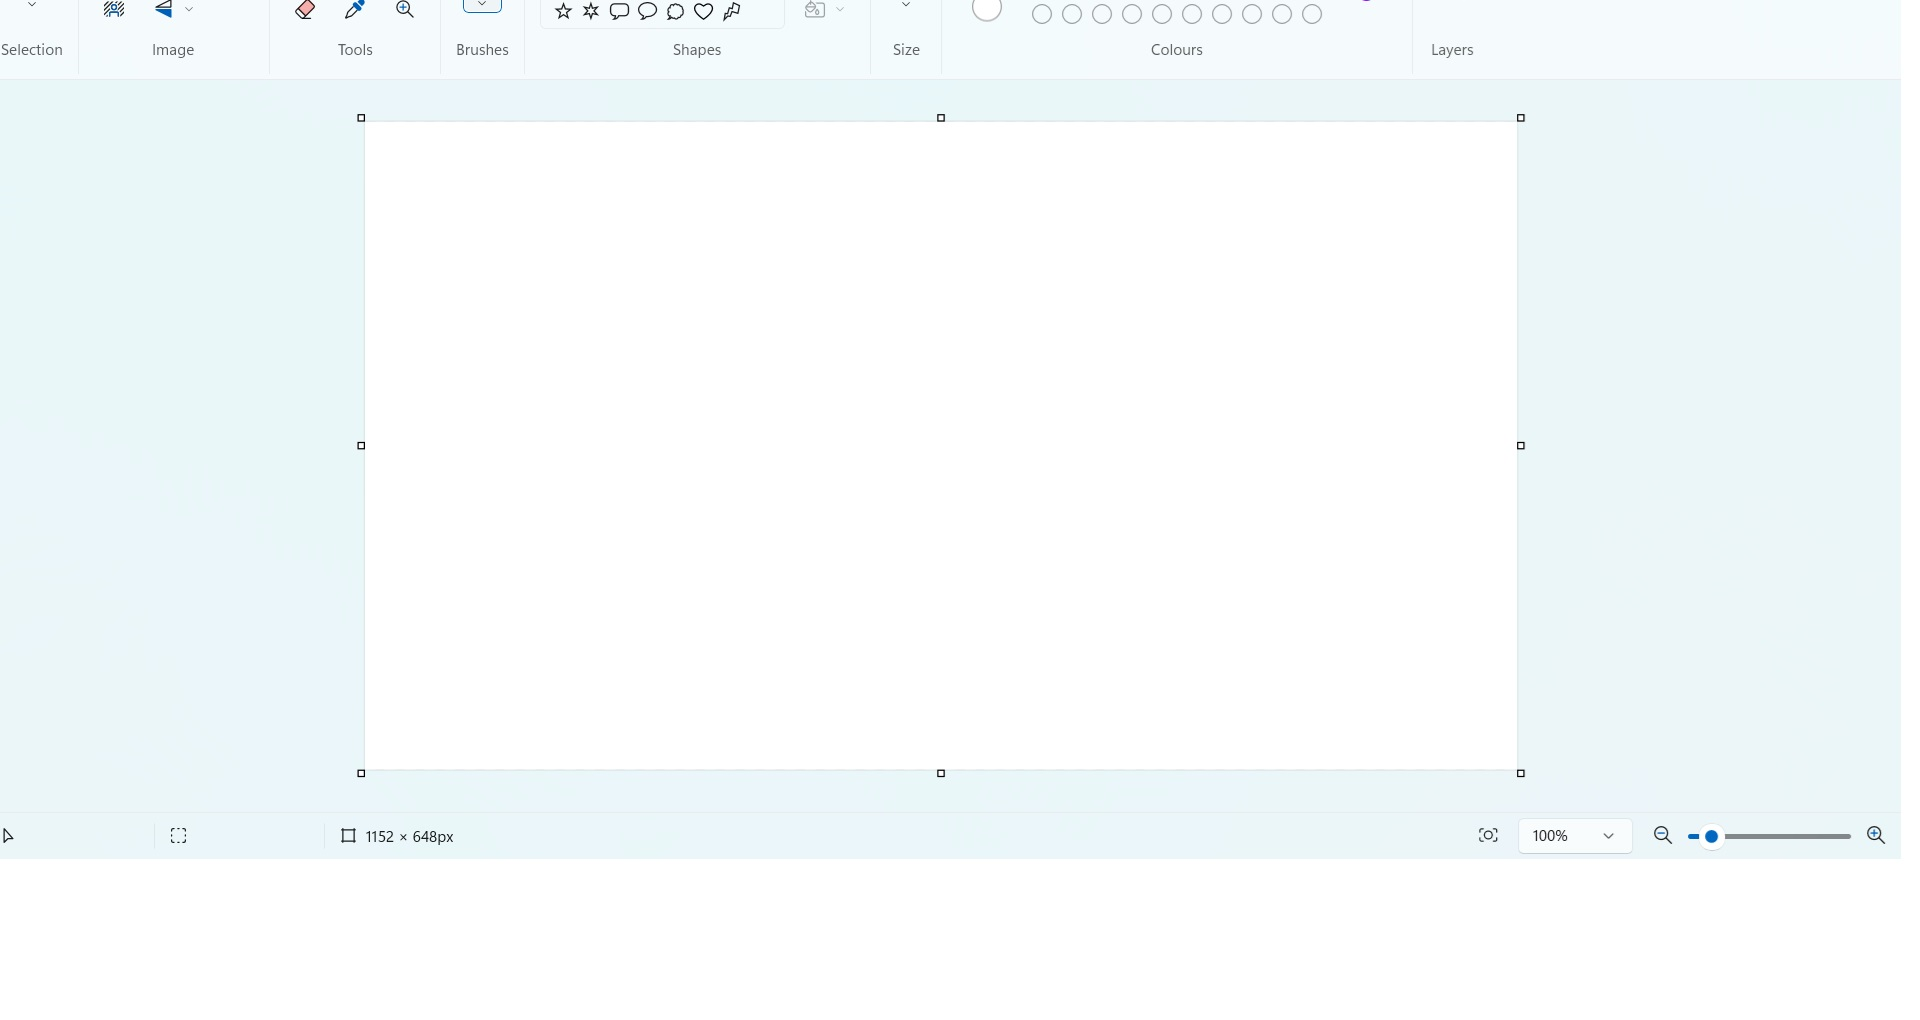 Selection Image Tools Brushes Shapes Size Colours Layers
1152 × 648px 100%